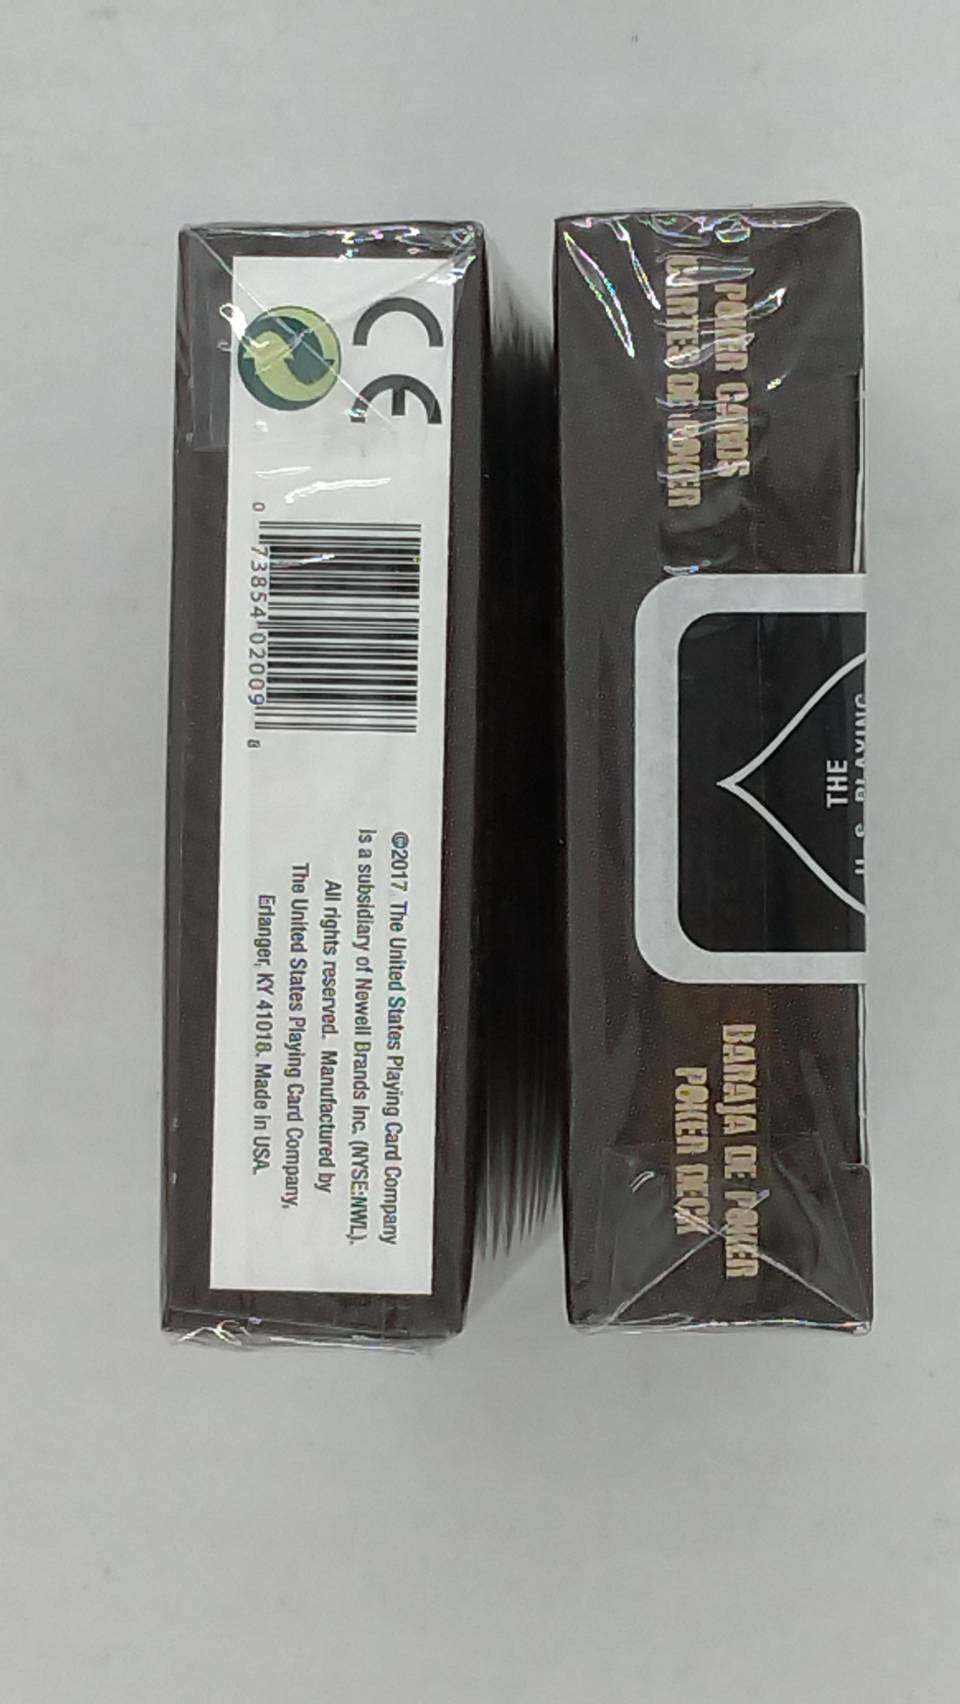 CE
0 73854 02009 8
©2017 The United States Playing Card Company
is a subsidiary of Newell Brands Inc. (NYSE:NWL).
All rights reserved. Manufactured by
The United States Playing Card Company,
Erlanger, KY 41018. Made in USA.
POKER CARDS
CARTES DE POKER
THE
U.S. PLAYING
BARAJA DE POKER
POKER DECK